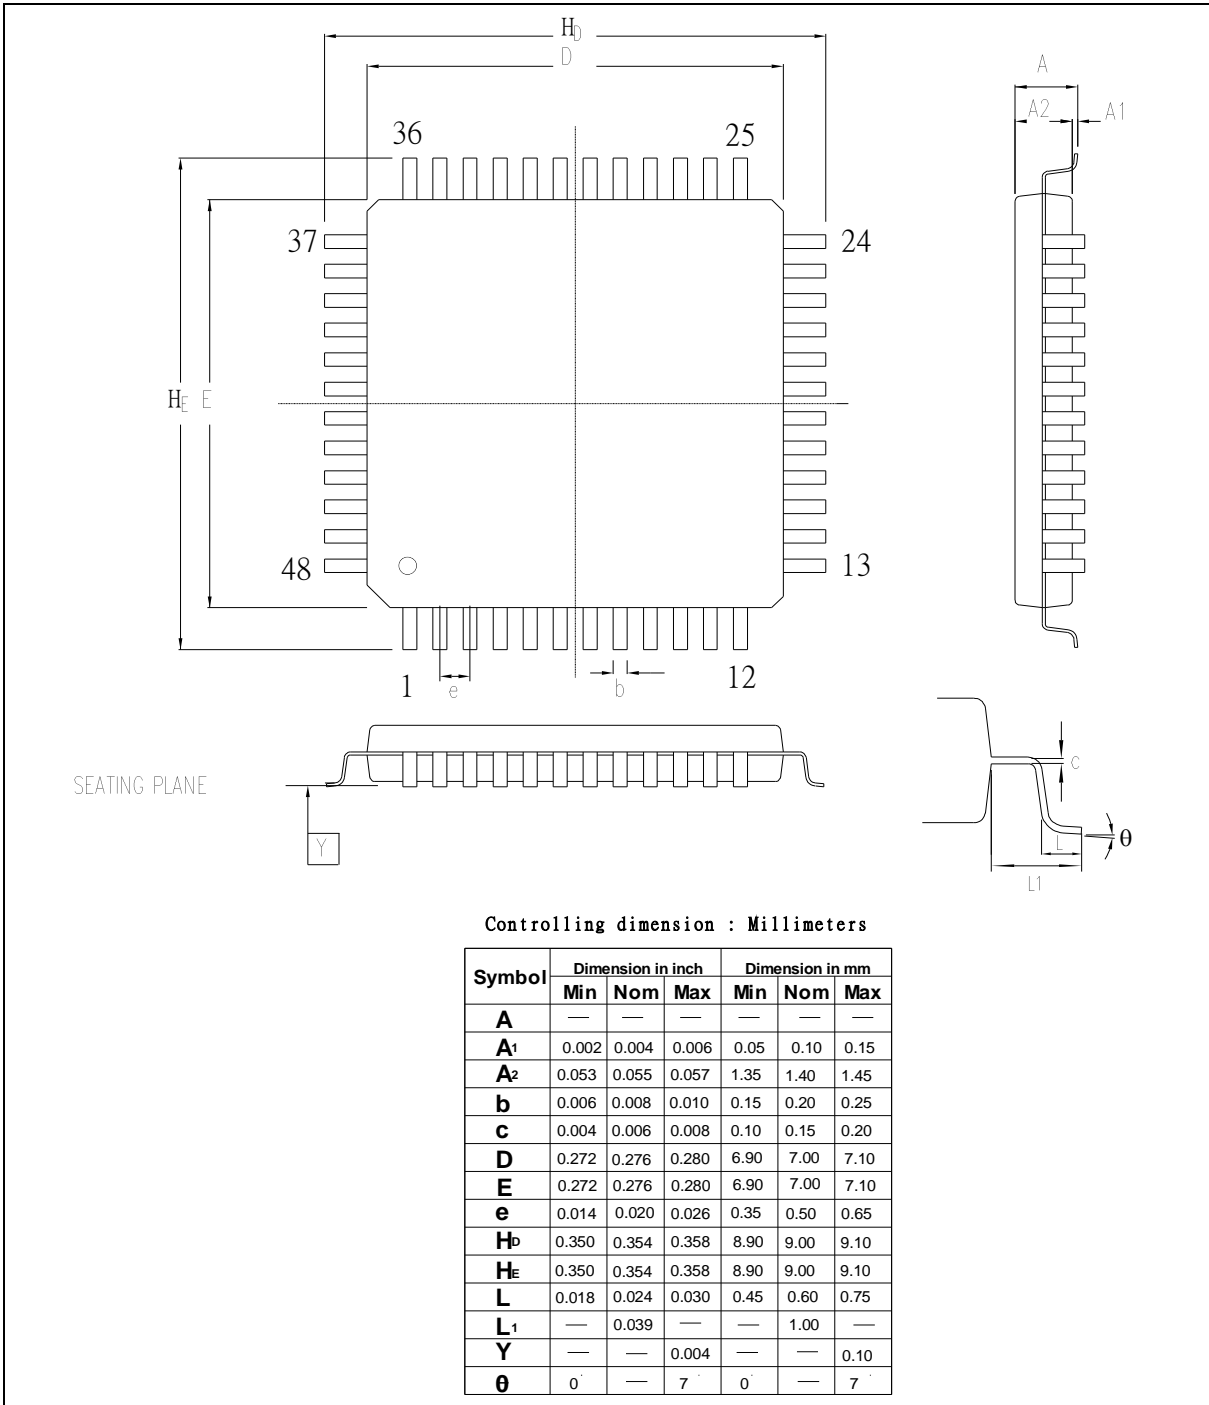 HD
D
A
A2 A1
36 25
37 24
HE E
48 13
1 e b 12
SEATING PLANE
Y
c
L θ
L1
Controlling dimension : Millimeters
Symbol Dimension in inch Dimension in mm
Min Nom Max Min Nom Max
A — — — — — —
A1 0.002 0.004 0.006 0.05 0.10 0.15
A2 0.053 0.055 0.057 1.35 1.40 1.45
b 0.006 0.008 0.010 0.15 0.20 0.25
c 0.004 0.006 0.008 0.10 0.15 0.20
D 0.272 0.276 0.280 6.90 7.00 7.10
E 0.272 0.276 0.280 6.90 7.00 7.10
e 0.014 0.020 0.026 0.35 0.50 0.65
HD 0.350 0.354 0.358 8.90 9.00 9.10
HE 0.350 0.354 0.358 8.90 9.00 9.10
L 0.018 0.024 0.030 0.45 0.60 0.75
L1 — 0.039 — — 1.00 —
Y — — 0.004 — — 0.10
θ 0° — 7° 0° — 7°